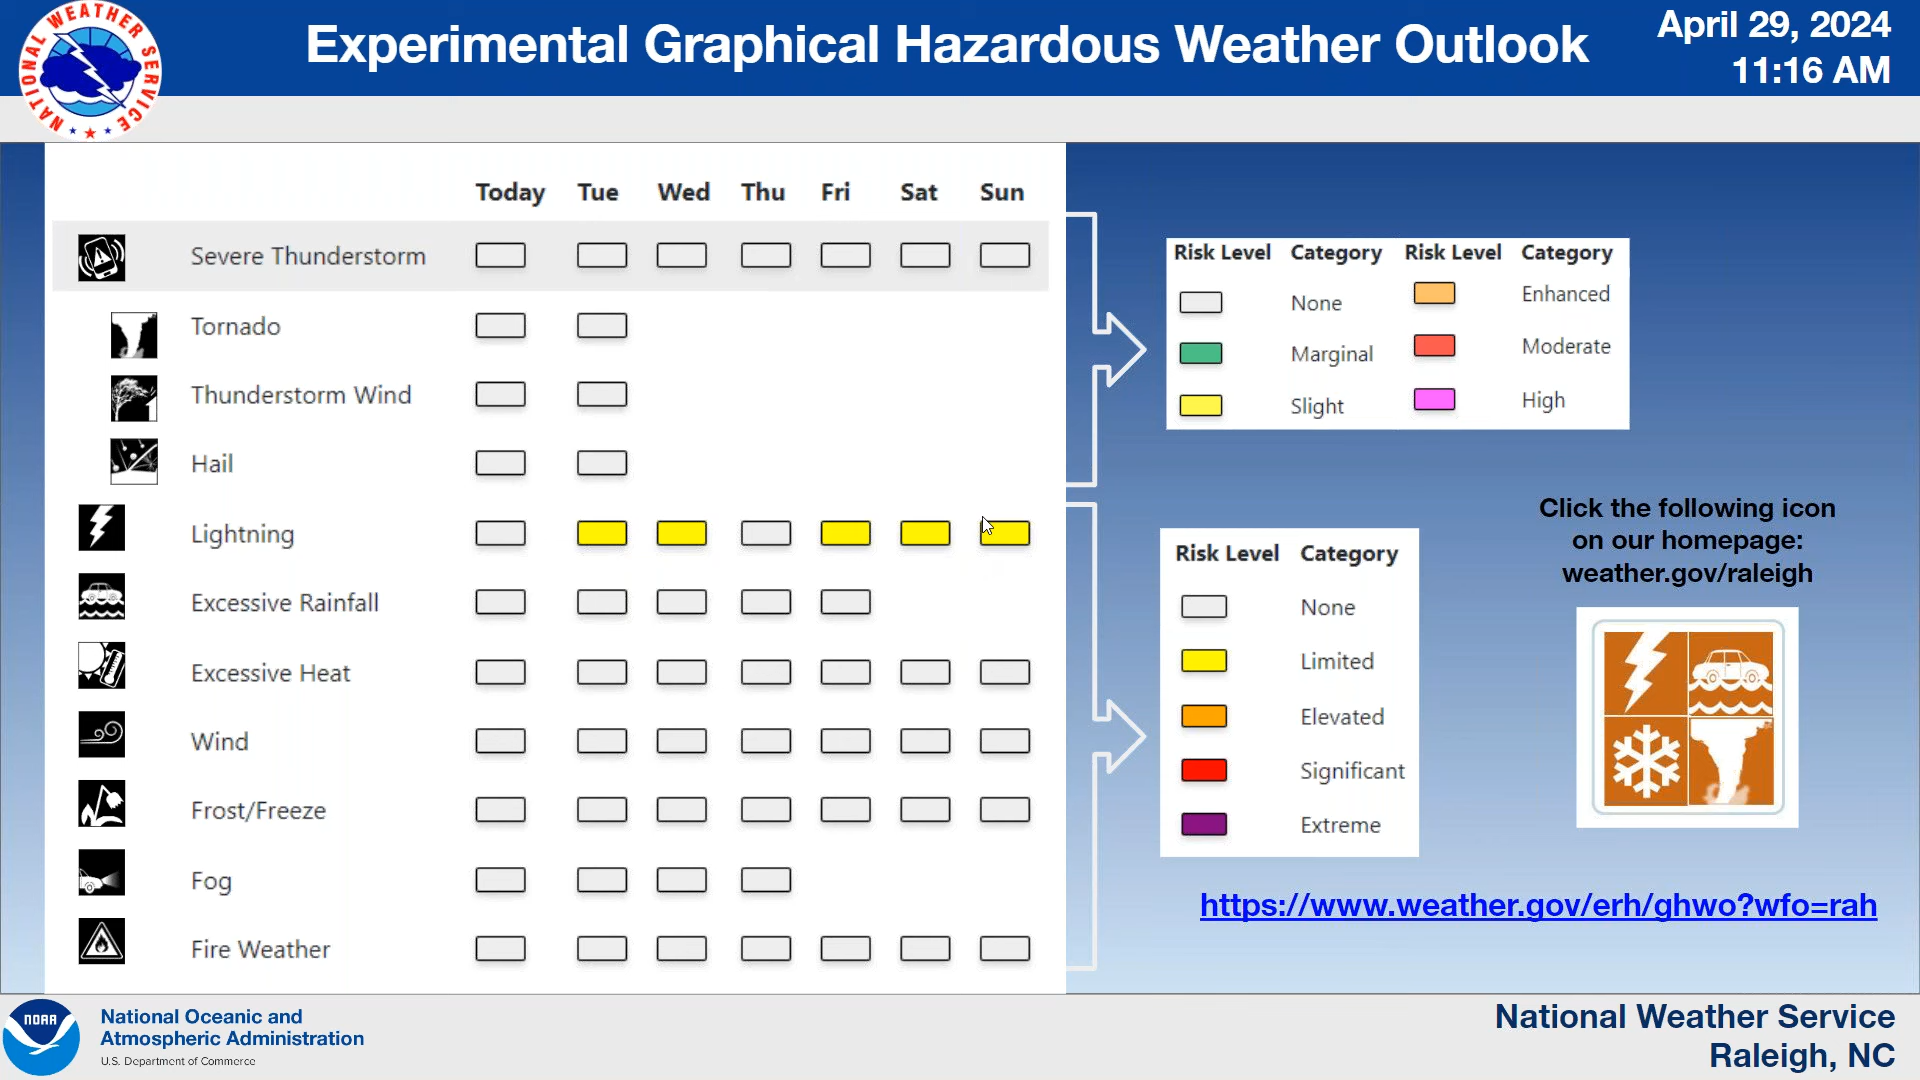 NATIONAL WEATHER SERVICE
Experimental Graphical Hazardous Weather Outlook
April 29, 2024
11:16 AM
Today Tue Wed Thu Fri Sat Sun
Severe Thunderstorm
Tornado
Thunderstorm Wind
Hail
Lightning
Excessive Rainfall
Excessive Heat
Wind
Frost/Freeze
Fog
Fire Weather
Risk Level Category Risk Level Category
None Enhanced
Marginal Moderate
Slight High
Risk Level Category
None
Limited
Elevated
Significant
Extreme
Click the following icon
on our homepage:
weather.gov/raleigh
https://www.weather.gov/erh/ghwo?wfo=rah
NOAA
National Oceanic and
Atmospheric Administration
U.S. Department of Commerce
National Weather Service
Raleigh, NC